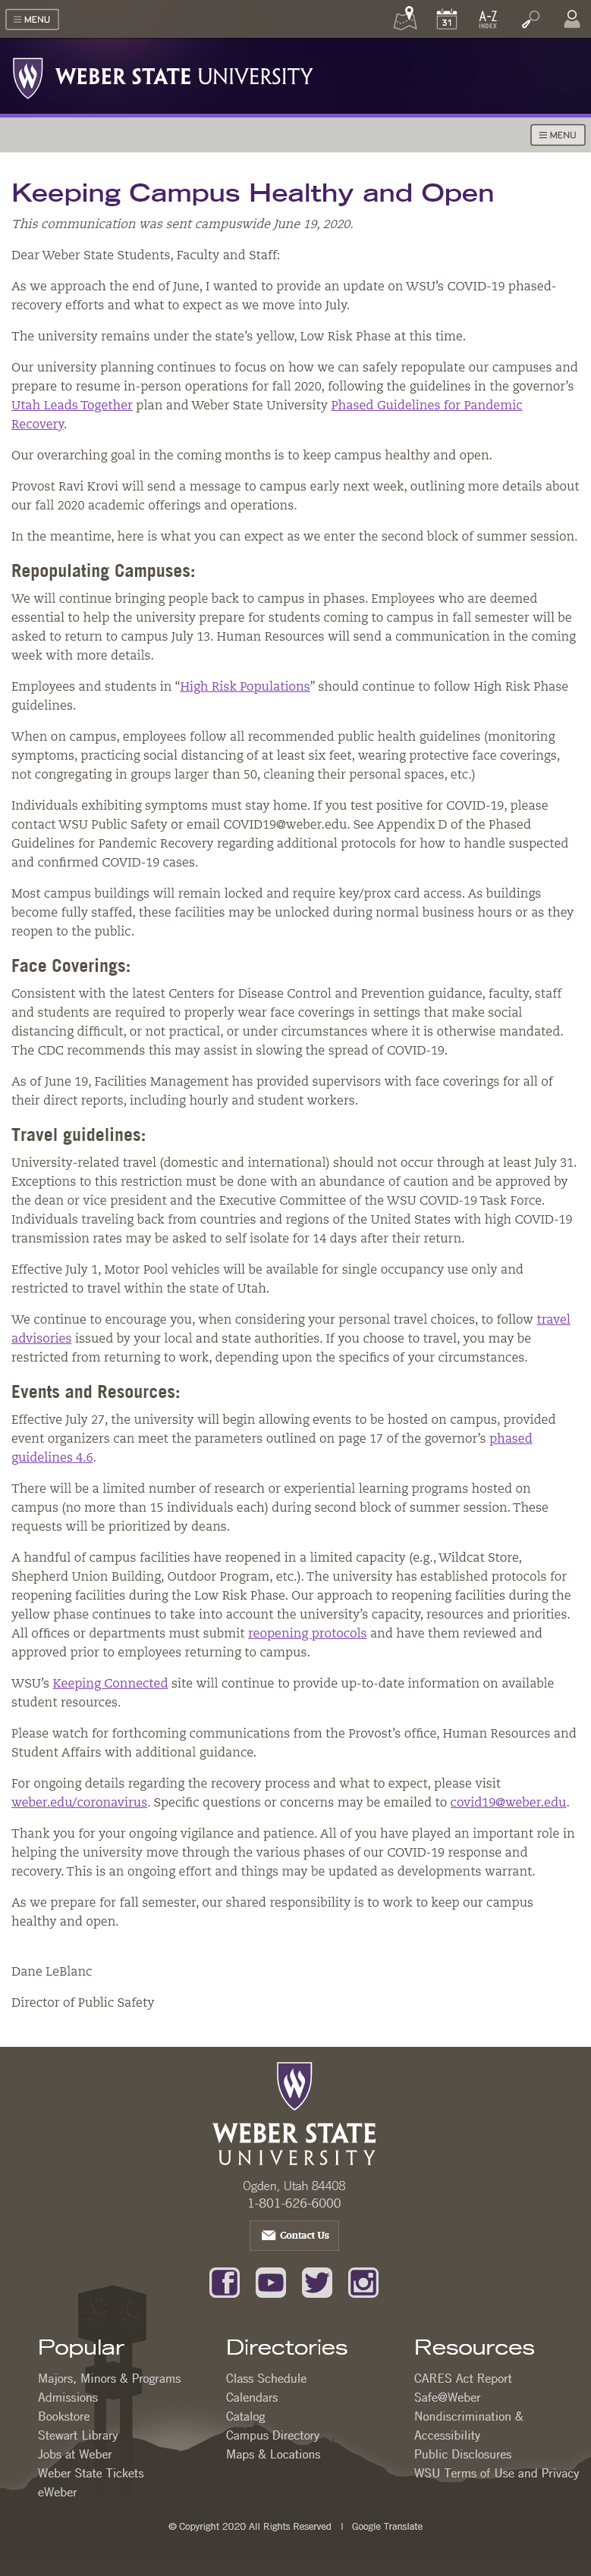 MENU
31
A-Z
INDEX
WEBER STATE UNIVERSITY
MENU
Keeping Campus Healthy and Open
This communication was sent campuswide June 19, 2020.
Dear Weber State Students, Faculty and Staff:
As we approach the end of June, I wanted to provide an update on WSU's COVID-19 phased-
recovery efforts and what to expect as we move into July.
The university remains under the state's yellow, Low Risk Phase at this time.
Our university planning continues to focus on how we can safely repopulate our campuses and
prepare to resume in-person operations for fall 2020, following the guidelines in the governor's
Utah Leads Together plan and Weber State University Phased Guidelines for Pandemic
Recovery.
Our overarching goal in the coming months is to keep campus healthy and open.
Provost Ravi Krovi will send a message to campus early next week, outlining more details about
our fall 2020 academic offerings and operations.
In the meantime, here is what you can expect as we enter the second block of summer session.
Repopulating Campuses:
We will continue bringing people back to campus in phases. Employees who are deemed
essential to help the university prepare for students coming to campus in fall semester will be
asked to return to campus July 13. Human Resources will send a communication in the coming
week with more details.
Employees and students in “High Risk Populations” should continue to follow High Risk Phase
guidelines.
When on campus, employees follow all recommended public health guidelines (monitoring
symptoms, practicing social distancing of at least six feet, wearing protective face coverings,
not congregating in groups larger than 50, cleaning their personal spaces, etc.)
Individuals exhibiting symptoms must stay home. If you test positive for COVID-19, please
contact WSU Public Safety or email COVID19@weber.edu. See Appendix D of the Phased
Guidelines for Pandemic Recovery regarding additional protocols for how to handle suspected
and confirmed COVID-19 cases.
Most campus buildings will remain locked and require key/prox card access. As buildings
become fully staffed, these facilities may be unlocked during normal business hours or as they
reopen to the public.
Face Coverings:
Consistent with the latest Centers for Disease Control and Prevention guidance, faculty, staff
and students are required to properly wear face coverings in settings that make social
distancing difficult, or not practical, or under circumstances where it is otherwise mandated.
The CDC recommends this may assist in slowing the spread of COVID-19.
As of June 19, Facilities Management has provided supervisors with face coverings for all of
their direct reports, including hourly and student workers.
Travel guidelines:
University-related travel (domestic and international) should not occur through at least July 31.
Exceptions to this restriction must be done with an abundance of caution and be approved by
the dean or vice president and the Executive Committee of the WSU COVID-19 Task Force.
Individuals traveling back from countries and regions of the United States with high COVID-19
transmission rates may be asked to self isolate for 14 days after their return.
Effective July 1, Motor Pool vehicles will be available for single occupancy use only and
restricted to travel within the state of Utah.
We continue to encourage you, when considering your personal travel choices, to follow travel
advisories issued by your local and state authorities. If you choose to travel, you may be
restricted from returning to work, depending upon the specifics of your circumstances.
Events and Resources:
Effective July 27, the university will begin allowing events to be hosted on campus, provided
event organizers can meet the parameters outlined on page 17 of the governor's phased
guidelines 4.6.
There will be a limited number of research or experiential learning programs hosted on
campus (no more than 15 individuals each) during second block of summer session. These
requests will be prioritized by deans.
A handful of campus facilities have reopened in a limited capacity (e.g., Wildcat Store,
Shepherd Union Building, Outdoor Program, etc.). The university has established protocols for
reopening facilities during the Low Risk Phase. Our approach to reopening facilities during the
yellow phase continues to take into account the university's capacity, resources and priorities.
All offices or departments must submit reopening protocols and have them reviewed and
approved prior to employees returning to campus.
WSU's Keeping Connected site will continue to provide up-to-date information on available
student resources.
Please watch for forthcoming communications from the Provost's office, Human Resources and
Student Affairs with additional guidance.
For ongoing details regarding the recovery process and what to expect, please visit
weber.edu/coronavirus. Specific questions or concerns may be emailed to covid19@weber.edu.
Thank you for your ongoing vigilance and patience. All of you have played an important role in
helping the university move through the various phases of our COVID-19 response and
recovery. This is an ongoing effort and things may be updated as developments warrant.
As we prepare for fall semester, our shared responsibility is to work to keep our campus
healthy and open.
Dane LeBlanc
Director of Public Safety
WEBER STATE
UNIVERSITY
Ogden, Utah 84408
1-801-626-6000
Contact Us
Popular
Majors, Minors & Programs
Admissions
Bookstore
Stewart Library
Jobs at Weber
Weber State Tickets
eWeber
Directories
Class Schedule
Calendars
Catalog
Campus Directory
Maps & Locations
Resources
CARES Act Report
Safe@Weber
Nondiscrimination &
Accessibility
Public Disclosures
WSU Terms of Use and Privacy
© Copyright 2020 All Rights Reserved | Google Translate